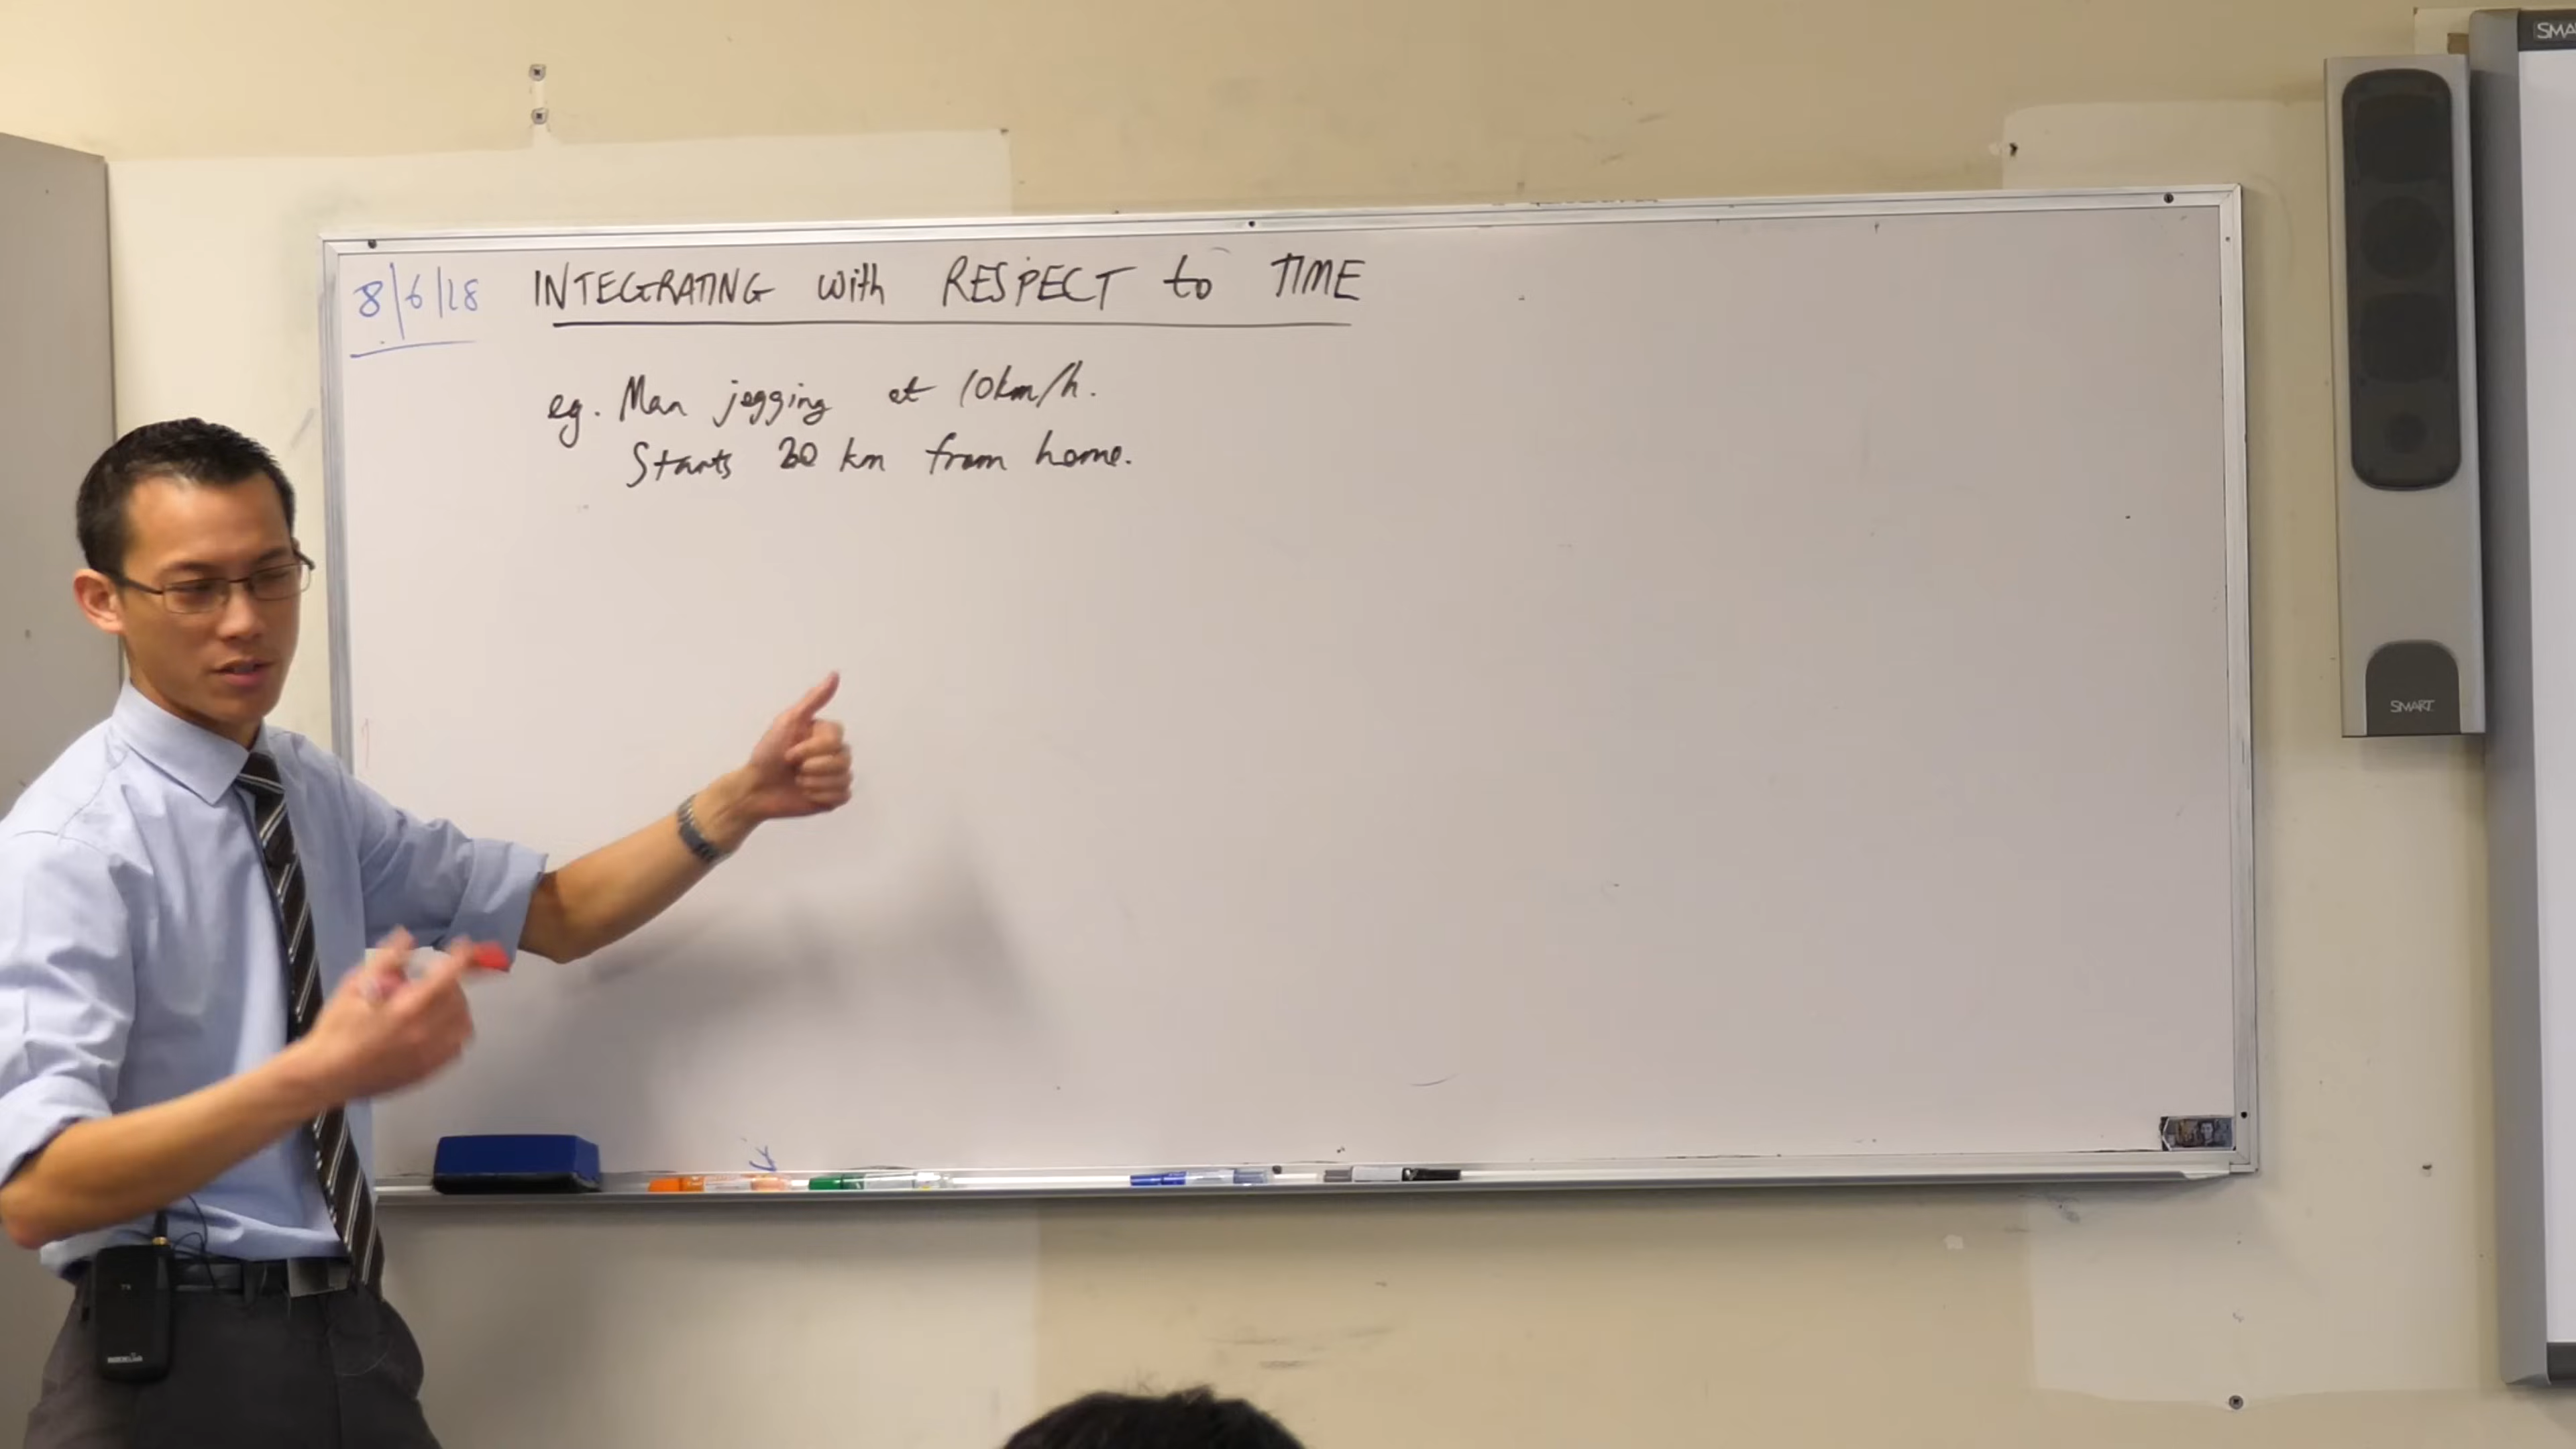 8/6/18 INTEGRATING with RESPECT to TIME
eg. Man jogging at 10km/h.
Starts 20 km from home.
SMART
SMA